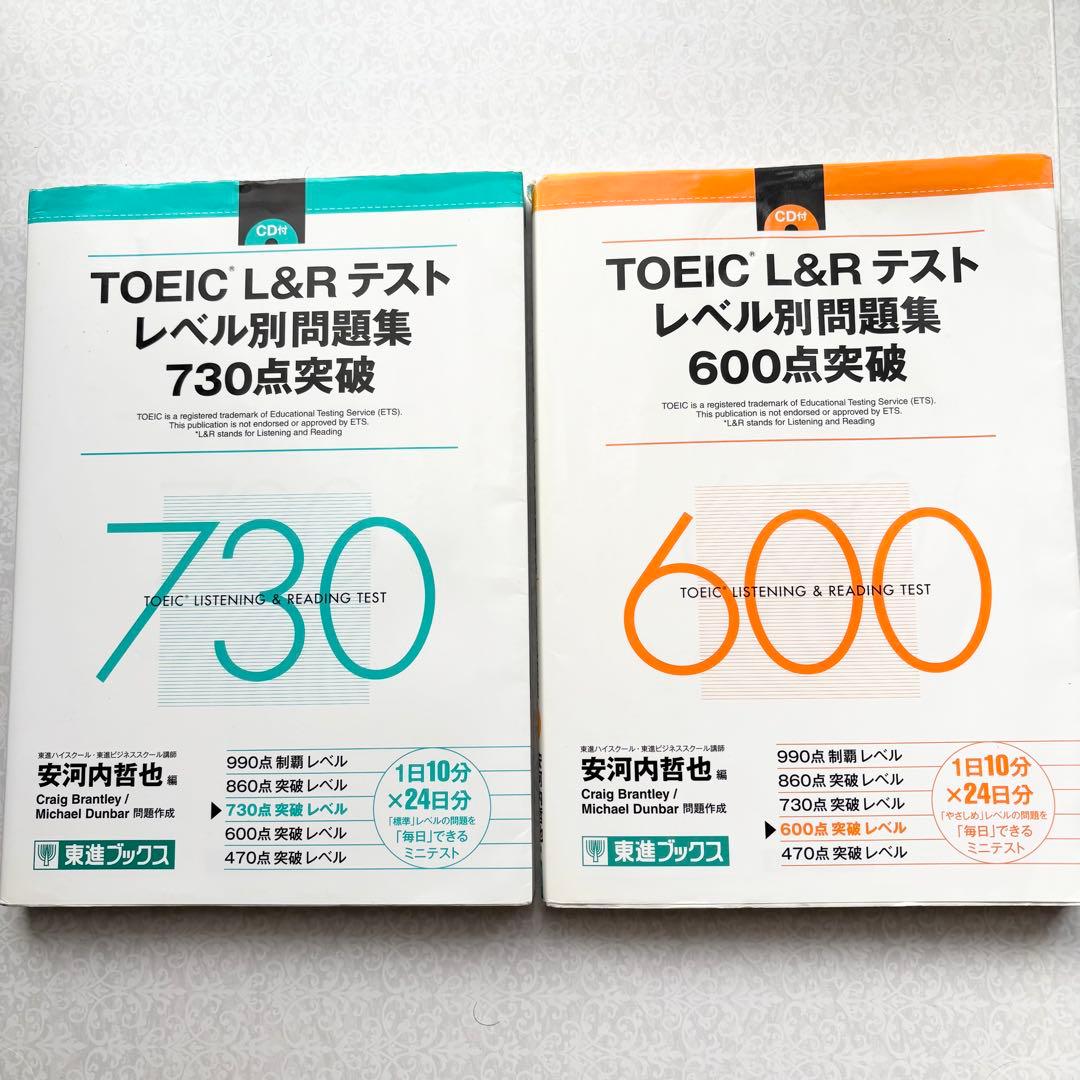 CD付
TOEIC® L&R テスト
レベル別問題集
730点突破
TOEIC is a registered trademark of Educational Testing Service (ETS).
This publication is not endorsed or approved by ETS.
*L&R stands for Listening and Reading
730
TOEIC® LISTENING & READING TEST
東進ハイスクール・東進ビジネススクール講師
安河内哲也 編
Craig Brantley /
Michael Dunbar 問題作成
東進ブックス
990点 制覇 レベル
860点 突破 レベル
730点 突破 レベル
600点 突破 レベル
470点 突破 レベル
1日10分
×24日分
「標準」レベルの問題を
「毎日」できる
ミニテスト
CD付
TOEIC® L&R テスト
レベル別問題集
600点突破
TOEIC is a registered trademark of Educational Testing Service (ETS).
This publication is not endorsed or approved by ETS.
*L&R stands for Listening and Reading
600
TOEIC® LISTENING & READING TEST
東進ハイスクール・東進ビジネススクール講師
安河内哲也 編
Craig Brantley /
Michael Dunbar 問題作成
東進ブックス
990点 制覇 レベル
860点 突破 レベル
730点 突破 レベル
600点 突破 レベル
470点 突破 レベル
1日10分
×24日分
「やさしめ」レベルの問題を
「毎日」できる
ミニテスト